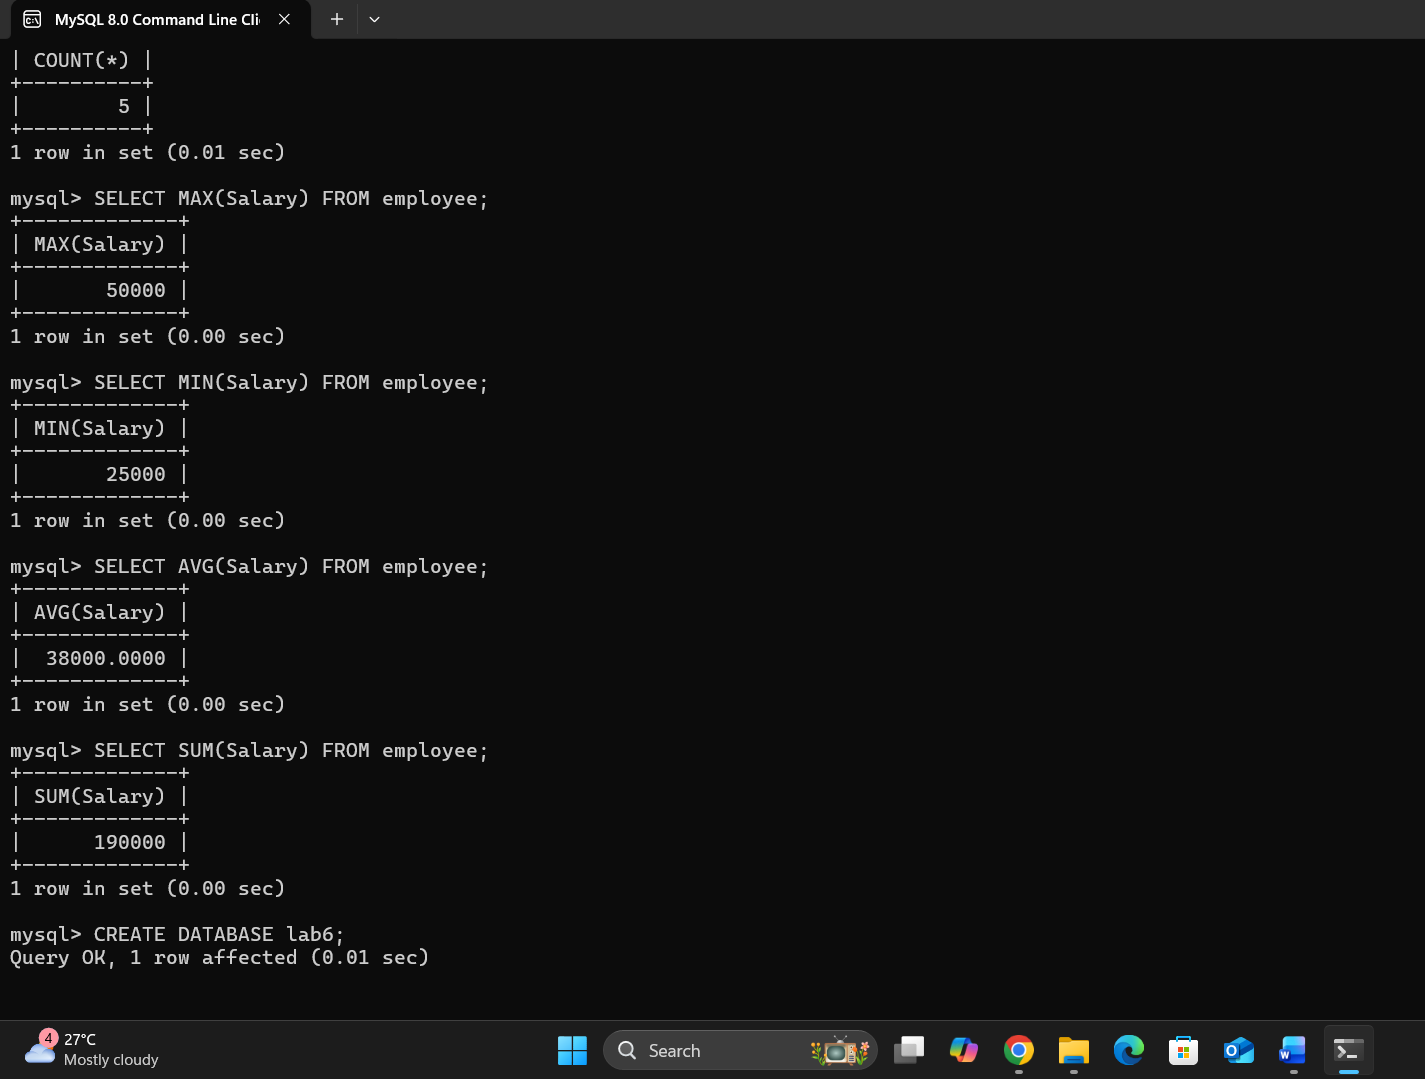 MySQL 8.0 Command Line Cli
| COUNT(*) |
+----------+
|        5 |
+----------+
1 row in set (0.01 sec)
mysql> SELECT MAX(Salary) FROM employee;
+-------------+
| MAX(Salary) |
+-------------+
|       50000 |
+-------------+
1 row in set (0.00 sec)
mysql> SELECT MIN(Salary) FROM employee;
+-------------+
| MIN(Salary) |
+-------------+
|       25000 |
+-------------+
1 row in set (0.00 sec)
mysql> SELECT AVG(Salary) FROM employee;
+-------------+
| AVG(Salary) |
+-------------+
|  38000.0000 |
+-------------+
1 row in set (0.00 sec)
mysql> SELECT SUM(Salary) FROM employee;
+-------------+
| SUM(Salary) |
+-------------+
|      190000 |
+-------------+
1 row in set (0.00 sec)
mysql> CREATE DATABASE lab6;
Query OK, 1 row affected (0.01 sec)
4
27°C
Mostly cloudy
Search